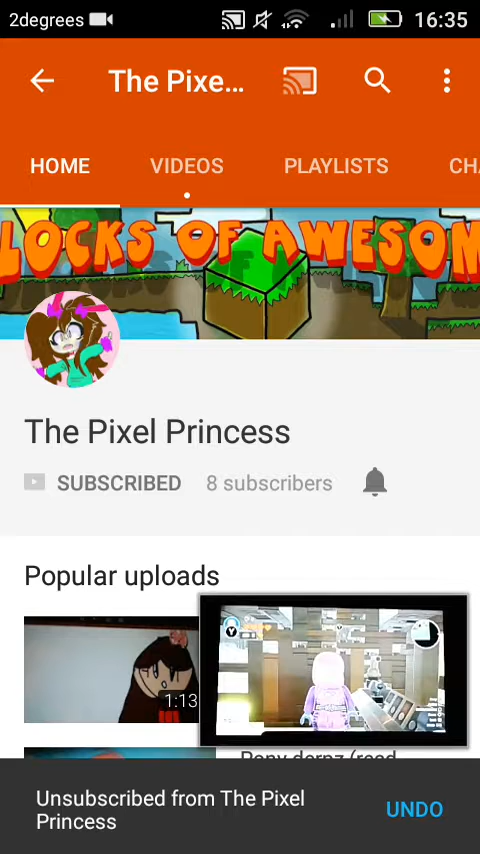 2degrees
16:35
The Pixe...
HOME VIDEOS PLAYLISTS CHA
LOCKS OF AWESOM
The Pixel Princess
SUBSCRIBED 8 subscribers
Popular uploads
1:13
Y
Pony derpz (read
Unsubscribed from The Pixel
Princess
UNDO